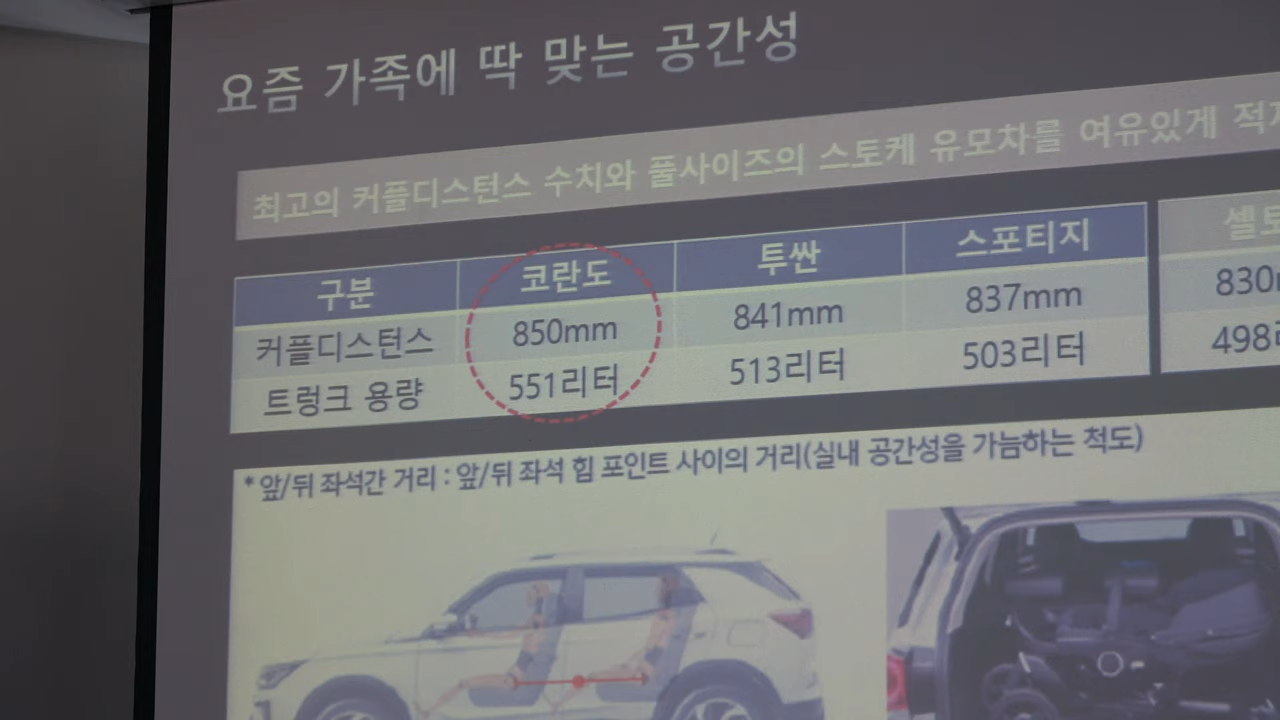 요즘 가족에 딱 맞는 공간성
최고의 커플디스턴스 수치와 풀사이즈의 스토케 유모차를 여유있게
구분 코란도 투싼 스포티지
커플디스턴스 850mm 841mm 837mm 830
트렁크 용량 551리터 513리터 503리터 498
* 앞/뒤 좌석간 거리 : 앞/뒤 좌석 힙 포인트 사이의 거리(실내 공간성을 가늠하는 척도)